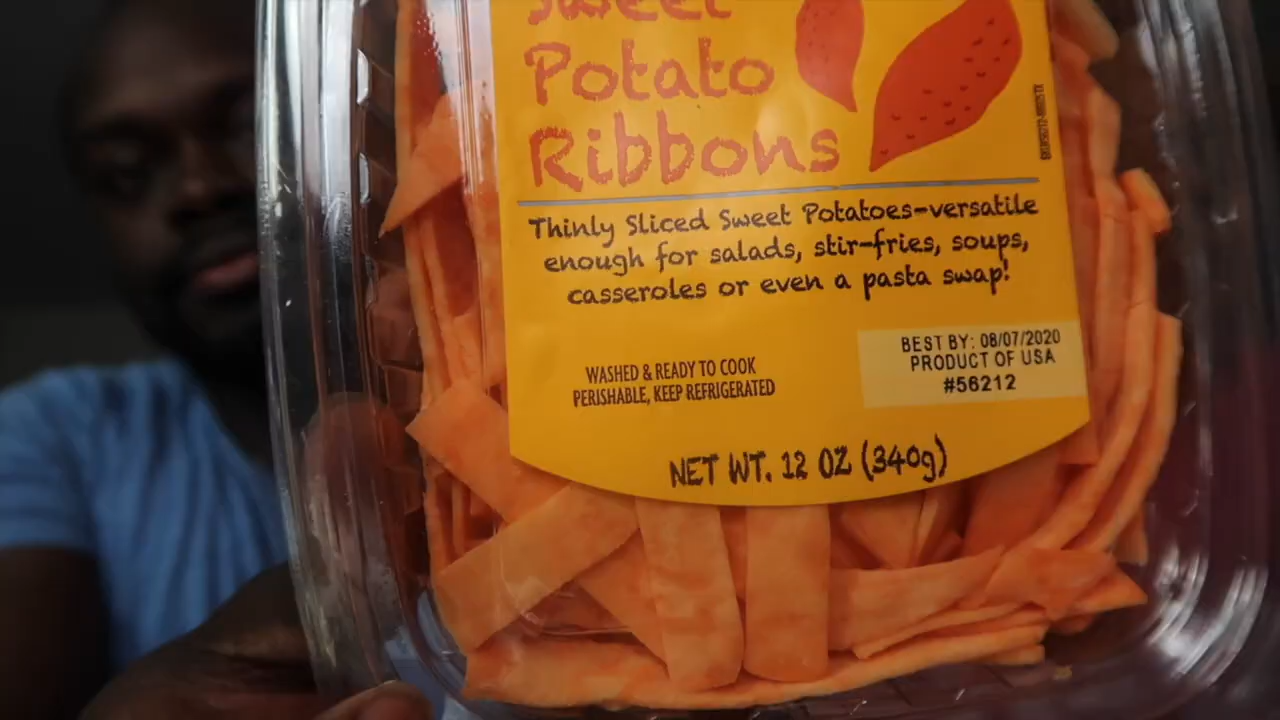 Sweet
Potato
Ribbons
Thinly Sliced Sweet Potatoes-versatile
enough for salads, stir-fries, soups,
casseroles or even a pasta swap!
WASHED & READY TO COOK
PERISHABLE, KEEP REFRIGERATED
BEST BY: 08/07/2020
PRODUCT OF USA
#56212
NET WT. 12 OZ (340g)